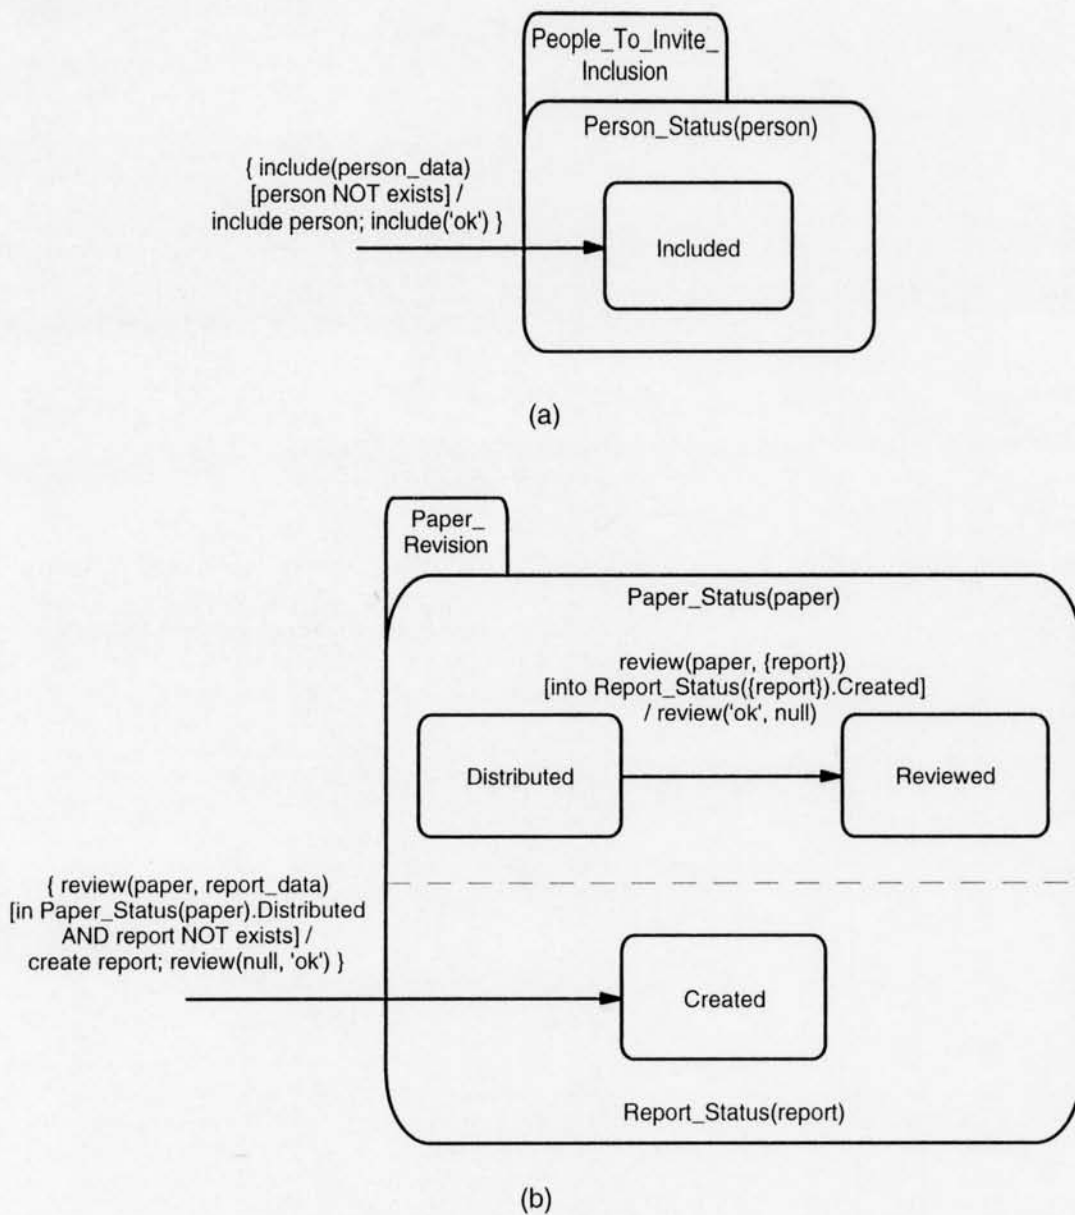 People_To_Invite_
Inclusion
Person_Status(person)
{ include(person_data)
[person NOT exists] /
include person; include('ok') }
Included
(a)
Paper_
Revision
Paper_Status(paper)
review(paper, {report})
[into Report_Status({report}).Created]
/ review('ok', null)
Distributed
Reviewed
{ review(paper, report_data)
[in Paper_Status(paper).Distributed
AND report NOT exists] /
create report; review(null, 'ok') }
Created
Report_Status(report)
(b)